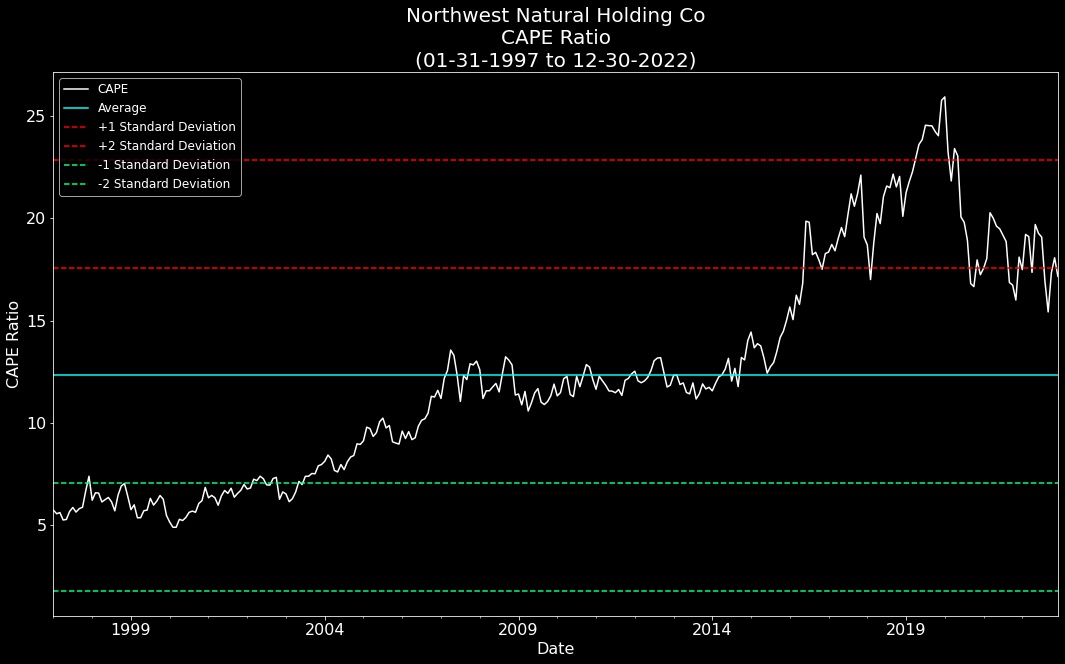 Northwest Natural Holding Co
CAPE Ratio
(01-31-1997 to 12-30-2022)
CAPE
Average
+1 Standard Deviation
+2 Standard Deviation
-1 Standard Deviation
-2 Standard Deviation
CAPE Ratio
25
20
15
10
5
1999
2004
2009
2014
2019
Date